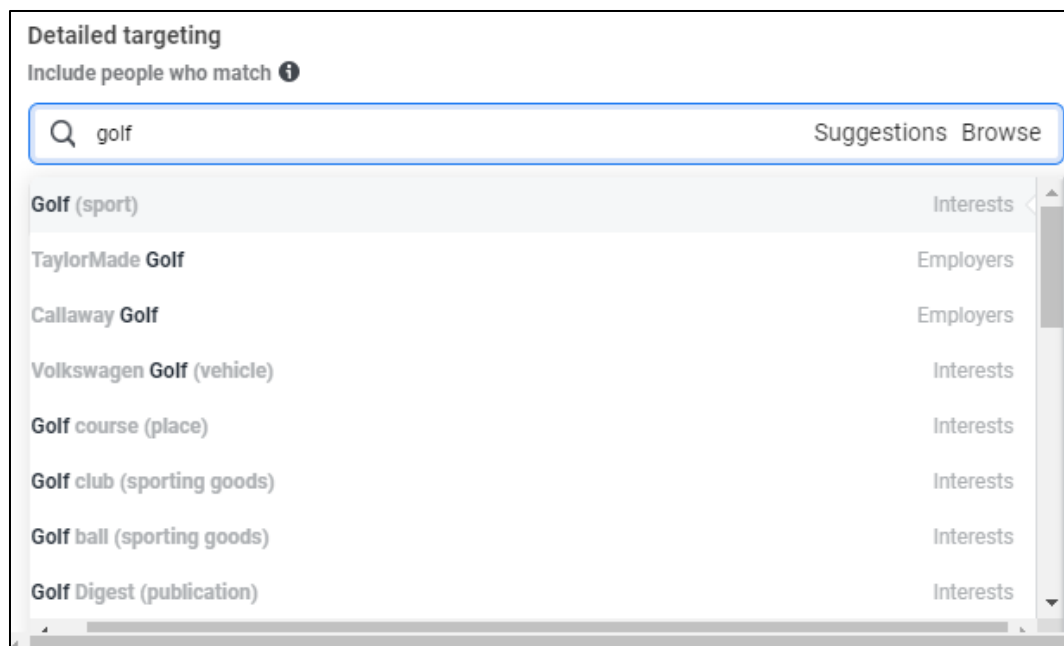 Detailed targeting
Include people who match
golf Suggestions Browse
Golf (sport) Interests
TaylorMade Golf Employers
Callaway Golf Employers
Volkswagen Golf (vehicle) Interests
Golf course (place) Interests
Golf club (sporting goods) Interests
Golf ball (sporting goods) Interests
Golf Digest (publication) Interests